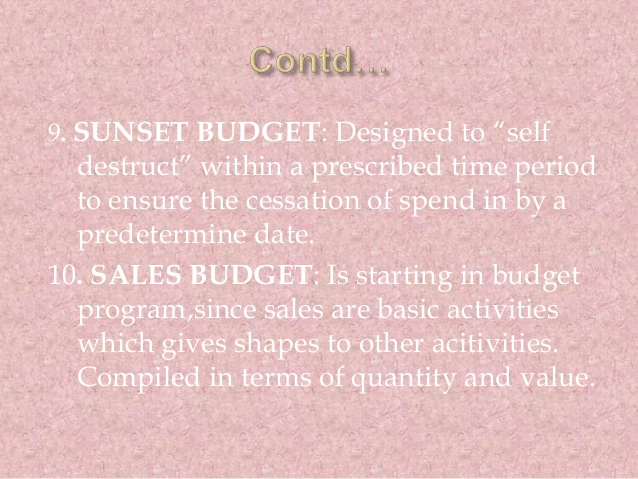 Contd...
9. SUNSET BUDGET: Designed to “self
destruct” within a prescribed time period
to ensure the cessation of spend in by a
predetermine date.
10. SALES BUDGET: Is starting in budget
program,since sales are basic activities
which gives shapes to other acitivities.
Compiled in terms of quantity and value.